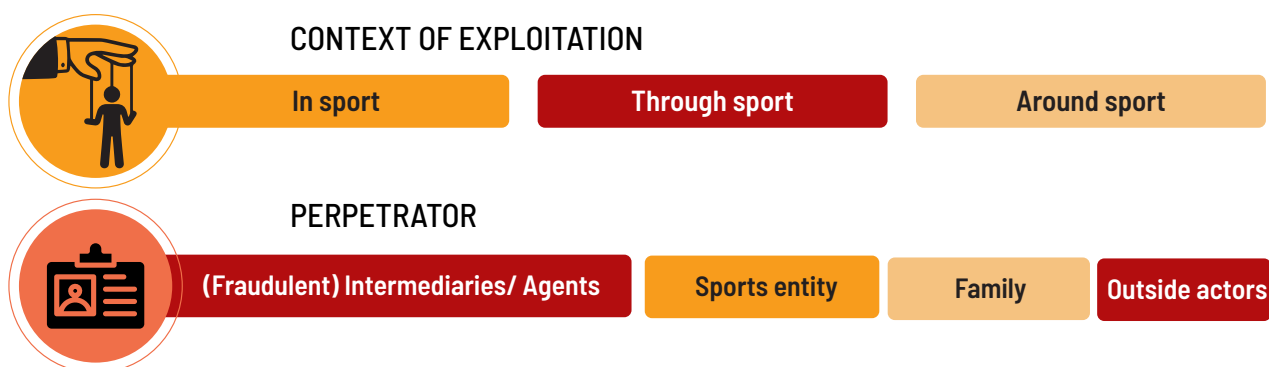 CONTEXT OF EXPLOITATION
In sport
Through sport
Around sport
PERPETRATOR
(Fraudulent) Intermediaries/ Agents
Sports entity
Family
Outside actors